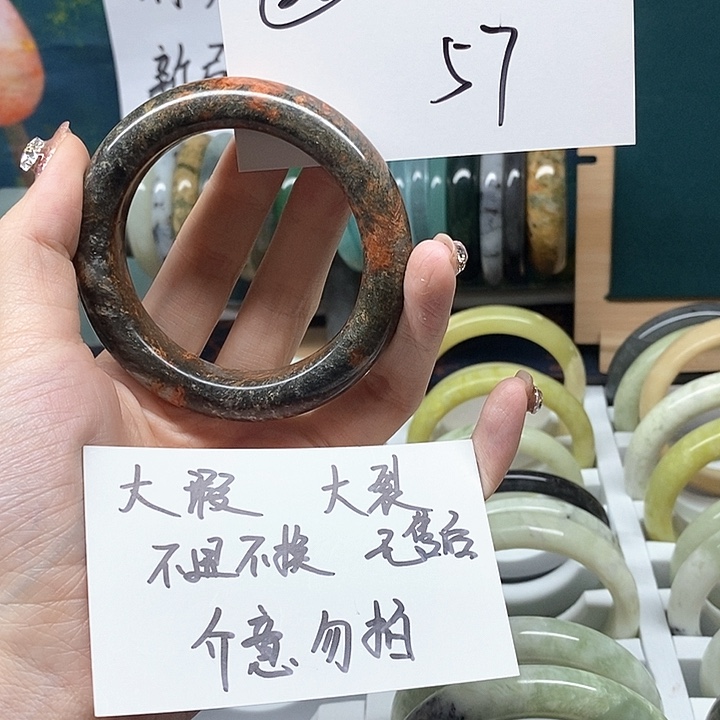 57
大瑕 大裂
不退不换 无售后
介意勿拍